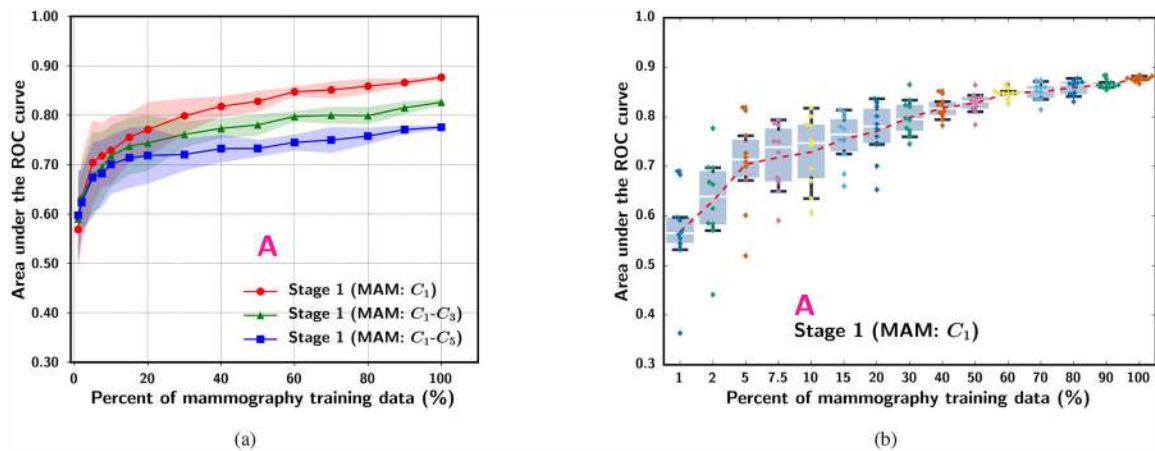 1.00
0.90
0.80
0.70
0.60
0.50
0.40
0.30
Area under the ROC curve
A
Stage 1 (MAM: C₁)
Stage 1 (MAM: C₁-C₃)
Stage 1 (MAM: C₁-C₅)
0 20 40 60 80 100
Percent of mammography training data (%)
(a)
1.00
0.9
0.8
0.7
0.6
0.5
0.4
0.3
Area under the ROC curve
A
Stage 1 (MAM: C₁)
1 2 5 7.5 10 15 20 30 40 50 60 70 80 90 100
Percent of mammography training data (%)
(b)